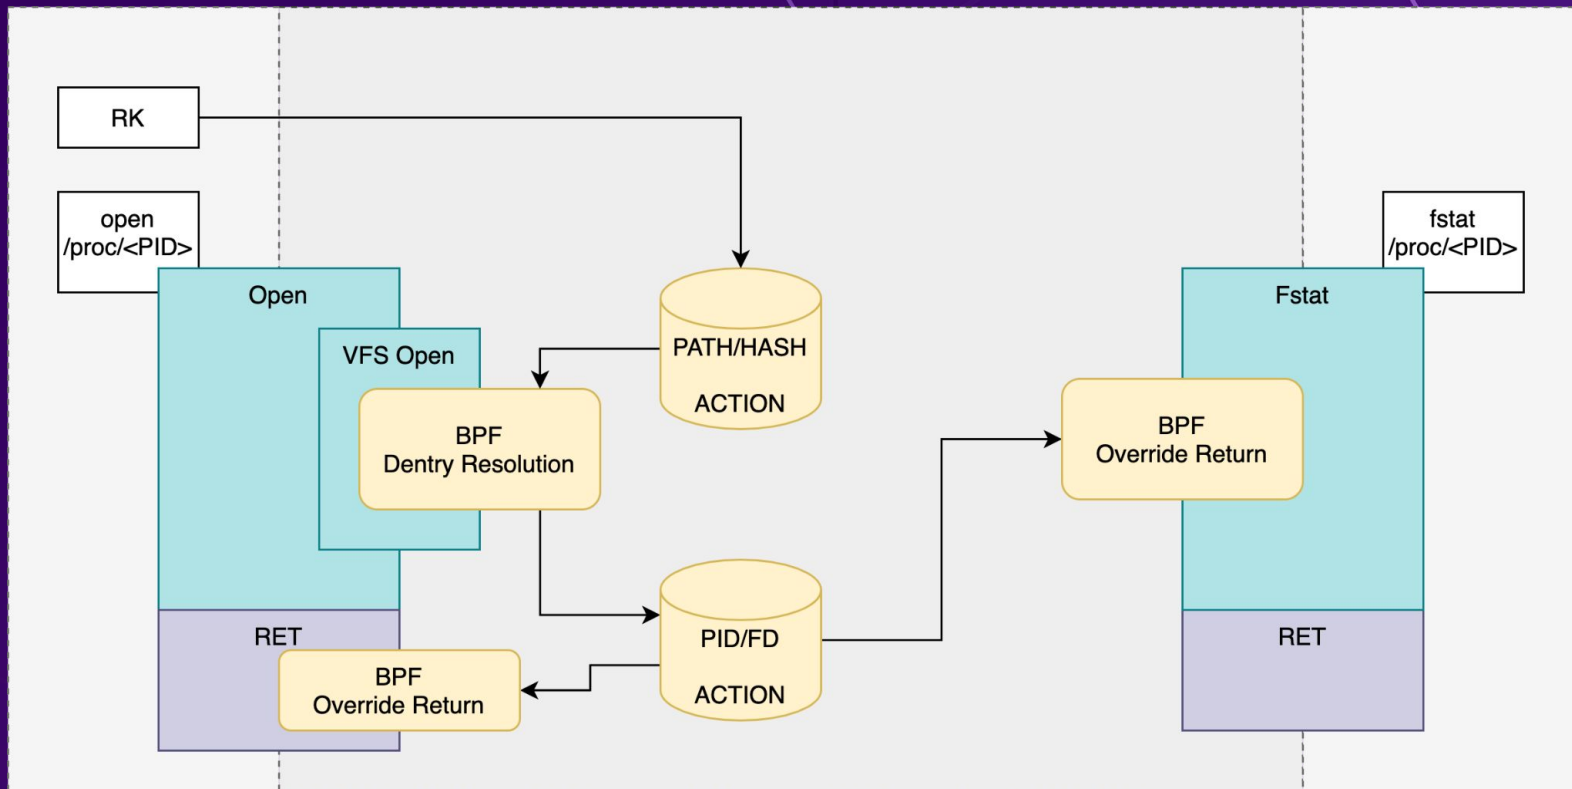 RK
open
/proc/<PID>
Open
VFS Open
BPF
Dentry Resolution
RET
BPF
Override Return
PATH/HASH
ACTION
PID/FD
ACTION
fstat
/proc/<PID>
Fstat
BPF
Override Return
RET